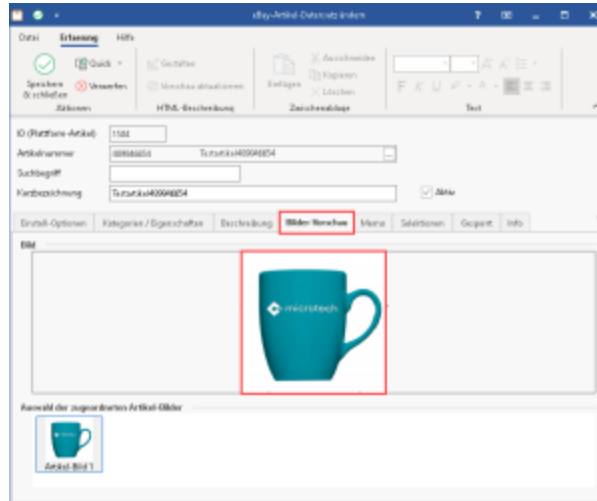 eBay-Artikel-Datensatz ändern
Datei Erfassung Hilfe
Speichern & schließen
Quick
Verwerfen
Aktionen
Gestalten
Vorschau aktualisieren
HTML-Beschreibung
Einfügen
Ausschneiden
Kopieren
Löschen
Zwischenablage
F K U
Text
ID (Plattform-Artikel)
Artikelnummer
Suchbegriff
Kurzbezeichnung
Aktiv
Einstell-Optionen Kategorien / Eigenschaften Beschreibung Bilder-Vorschau Memo Selektionen Gesperrt Info
Bild
microtech
Auswahl der zugeordneten Artikel-Bilder
Artikel-Bild 1